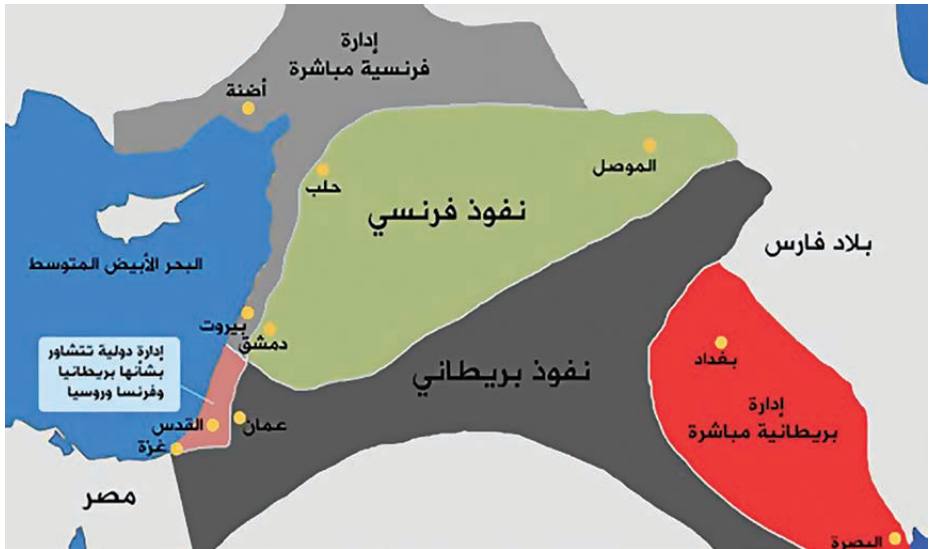 إدارة
فرنسية مباشرة
أضنة
الموصل
حلب
نفوذ فرنسي
بلاد فارس
البحر الأبيض المتوسط
بيروت
دمشق
إدارة دولية تتشاور
بشأنها بريطانيا
وفرنسا وروسيا
نفوذ بريطاني
بغداد
إدارة
بريطانية مباشرة
القدس
عمان
غزة
مصر
البصرة